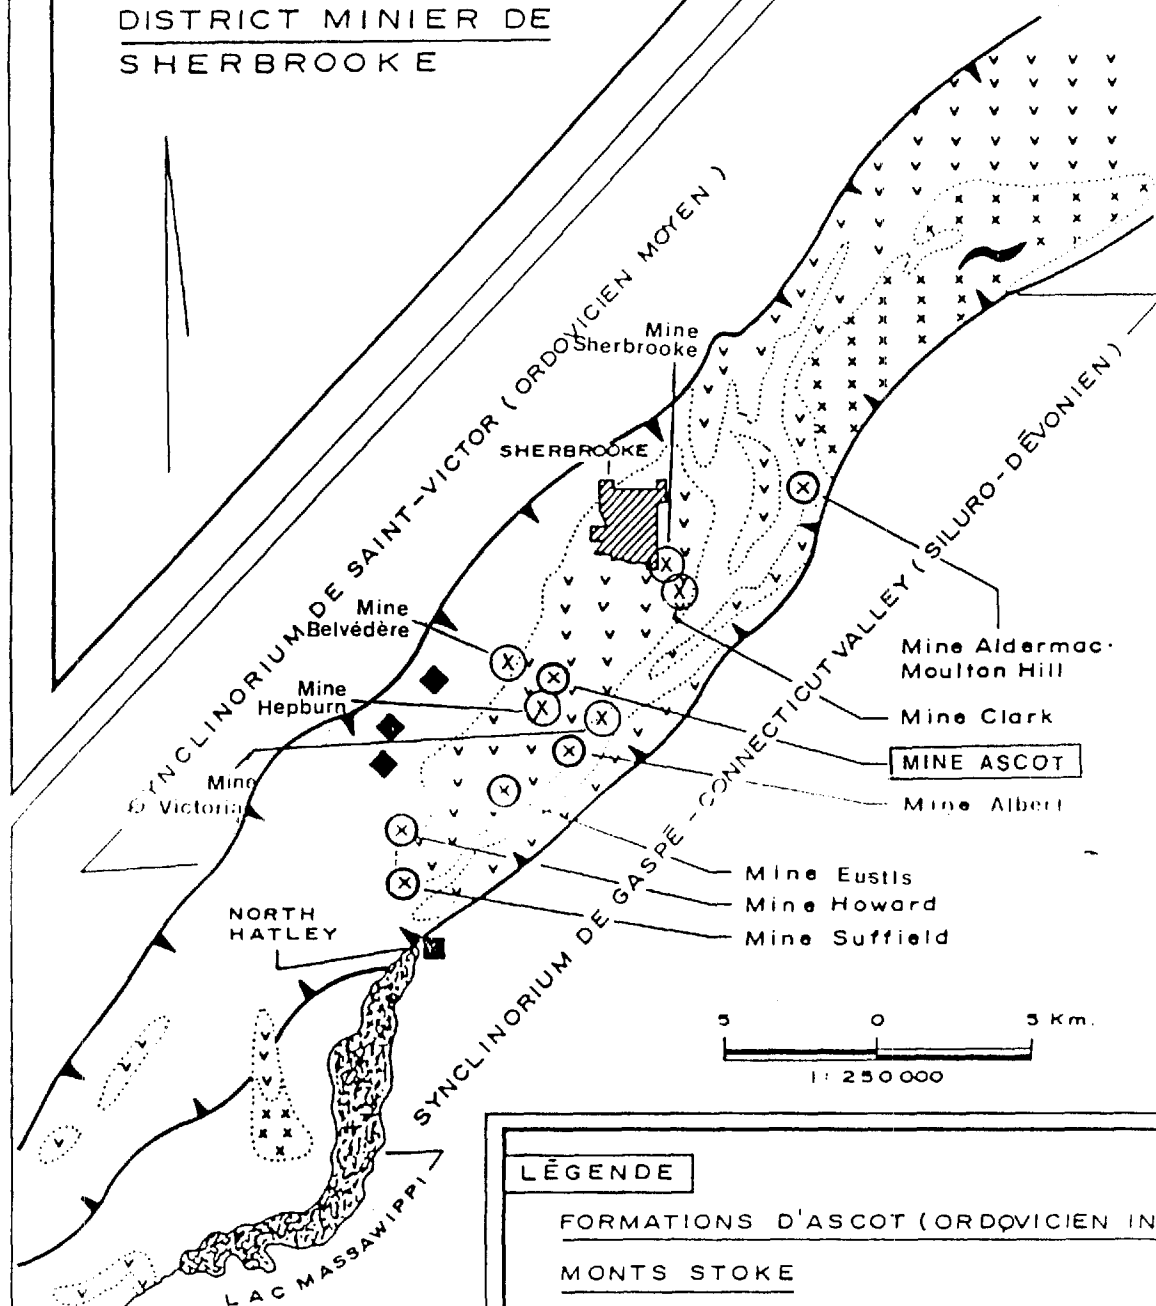 DISTRICT MINIER DE
SHERBROOKE
SYNCLINORIUM DE SAINT-VICTOR (ORDOVICIEN MOYEN)
Mine
Sherbrooke
SHERBROOKE
Mine
Belvédère
Mine
Hepburn
Mine
Victoria
Mine Aldermac-
Moulton Hill
Mine Clark
MINE ASCOT
Mine Albert
Mine Eustis
Mine Howard
Mine Suffield
NORTH
HATLEY
SYNCLINORIUM DE GASPÉ-CONNECTICUT VALLEY (SILURO-DÉVONIEN)
5 0 5 Km.
1:250000
LAC MASSAWIPPI
LÉGENDE
FORMATIONS D'ASCOT (ORDOVICIEN IN
MONTS STOKE